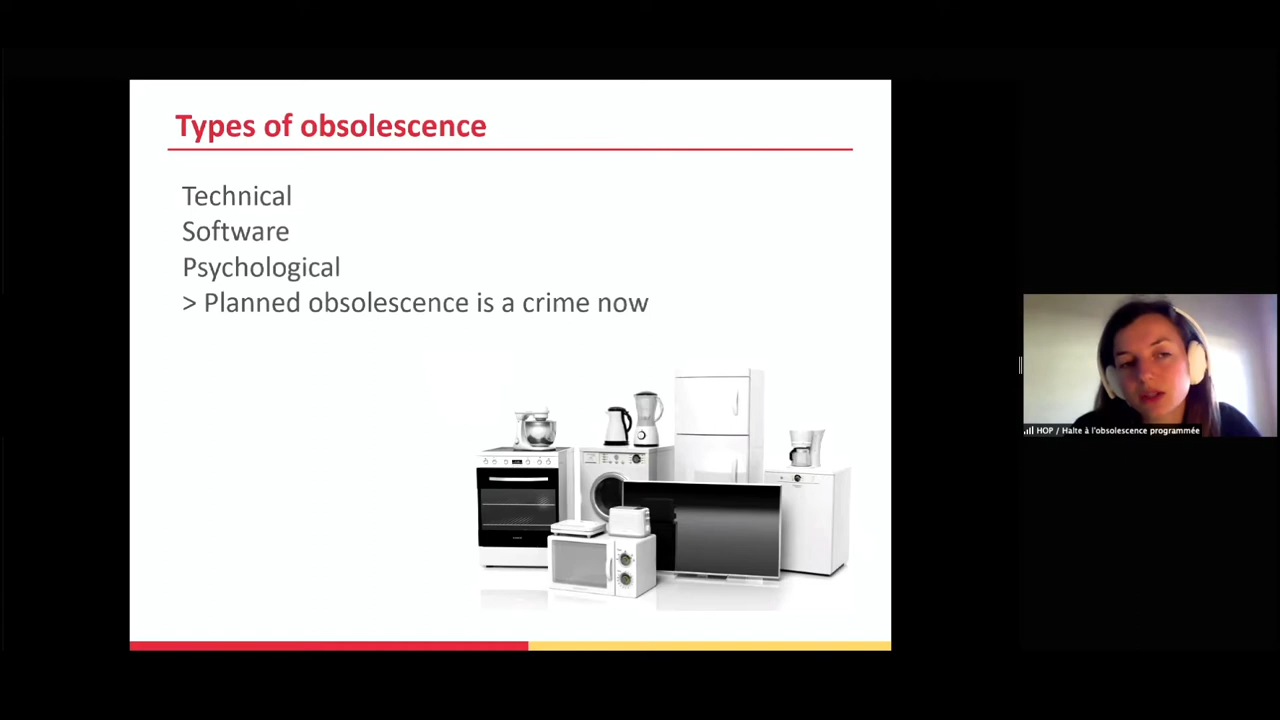 Types of obsolescence
Technical
Software
Psychological
> Planned obsolescence is a crime now
HOP / Halte à l'obsolescence programmée